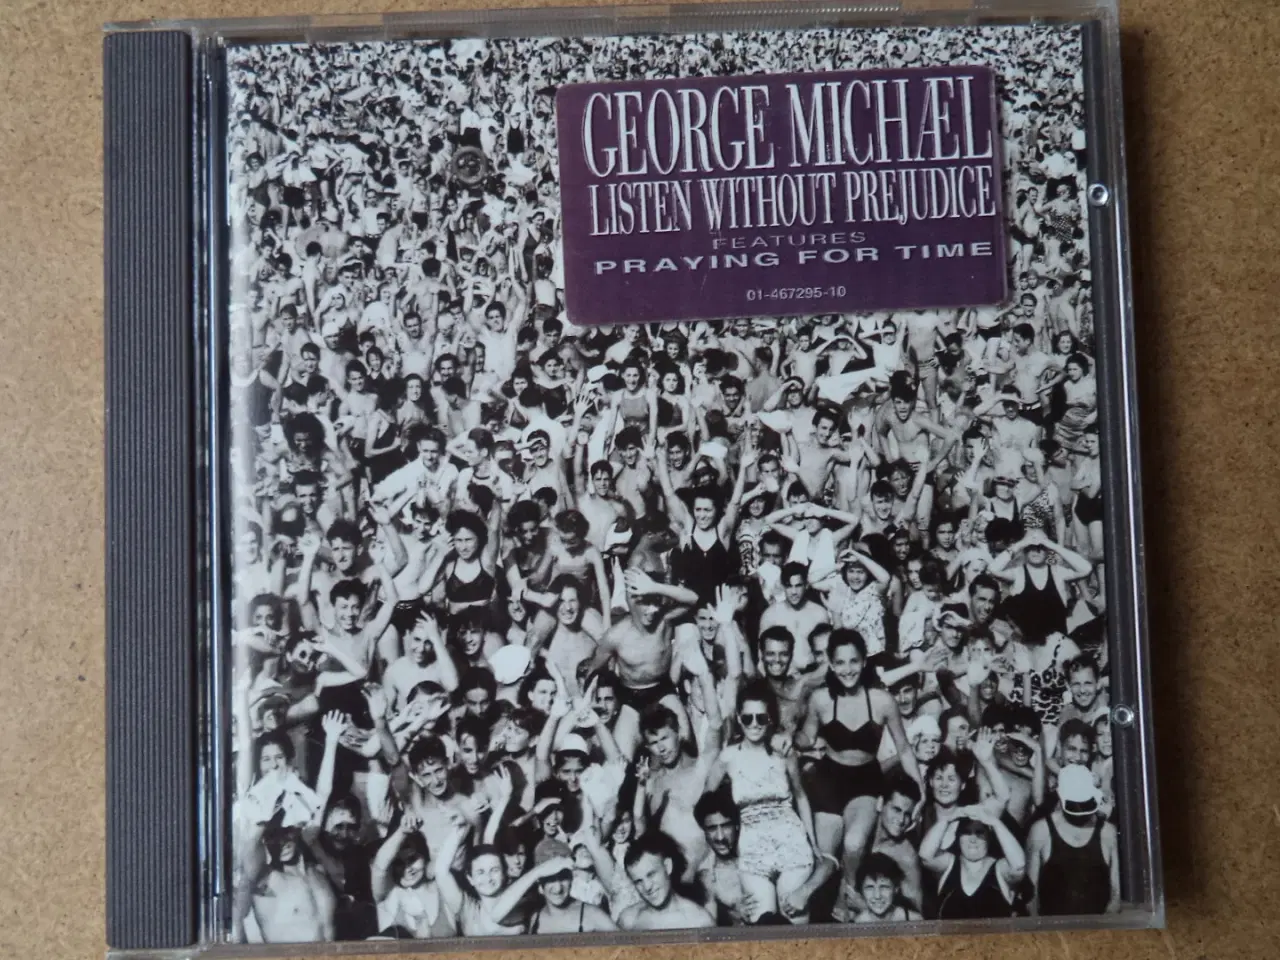 GEORGE MICHÆL
LISTEN WITHOUT PREJUDICE
FEATURES
PRAYING FOR TIME
01-467295-10